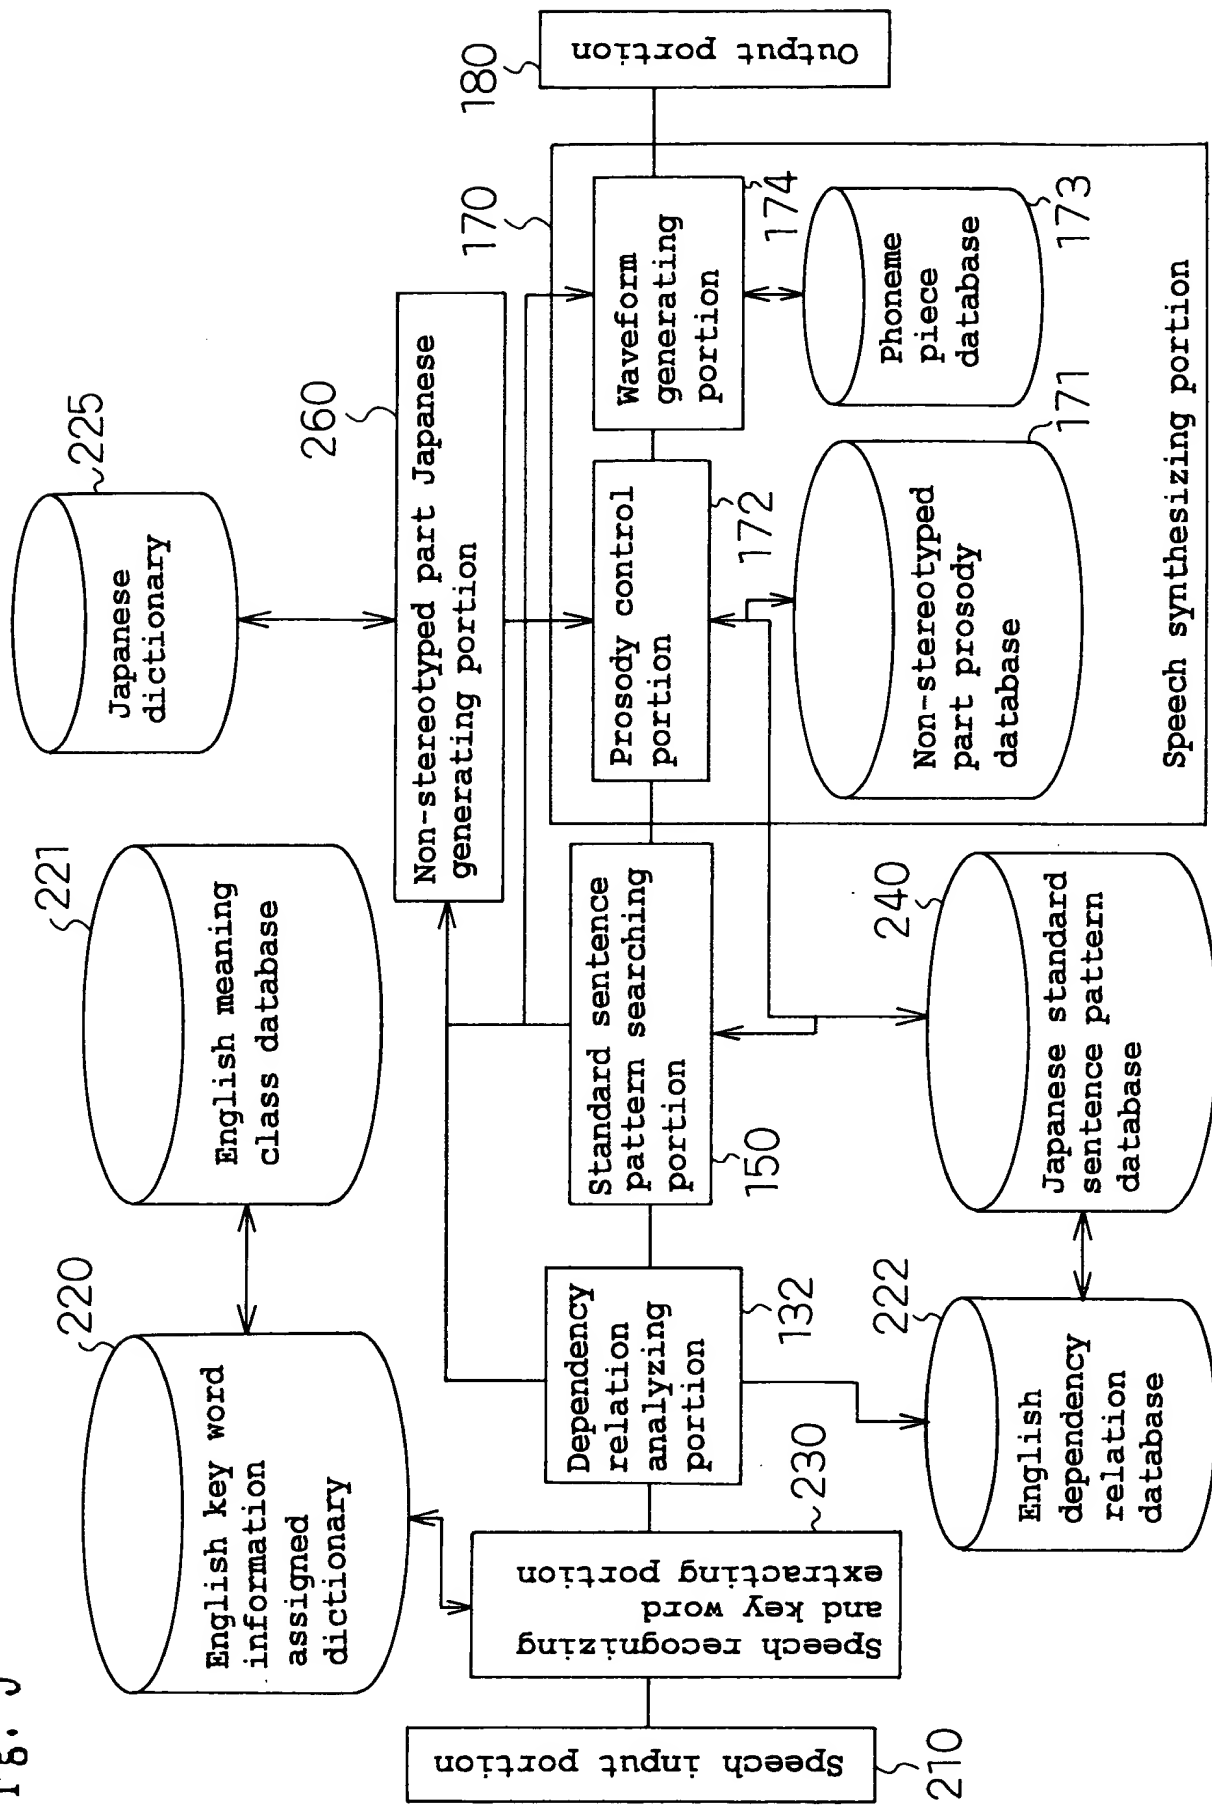 220
English key word
information
assigned
dictionary
221
English meaning
class database
225
Japanese
dictionary
260
Non-stereotyped part Japanese
generating portion
Speech input portion
210
Speech recognizing
and key word
extracting portion
230
Dependency
relation
analyzing
portion
132
Standard sentence
pattern searching
portion
150
170
Prosody control
portion
172
Waveform
generating
portion
174
Output portion
180
222
English
dependency
relation
database
240
Japanese standard
sentence pattern
database
Non-stereotyped
part prosody
database
171
Phoneme
piece
database
173
Speech synthesizing portion